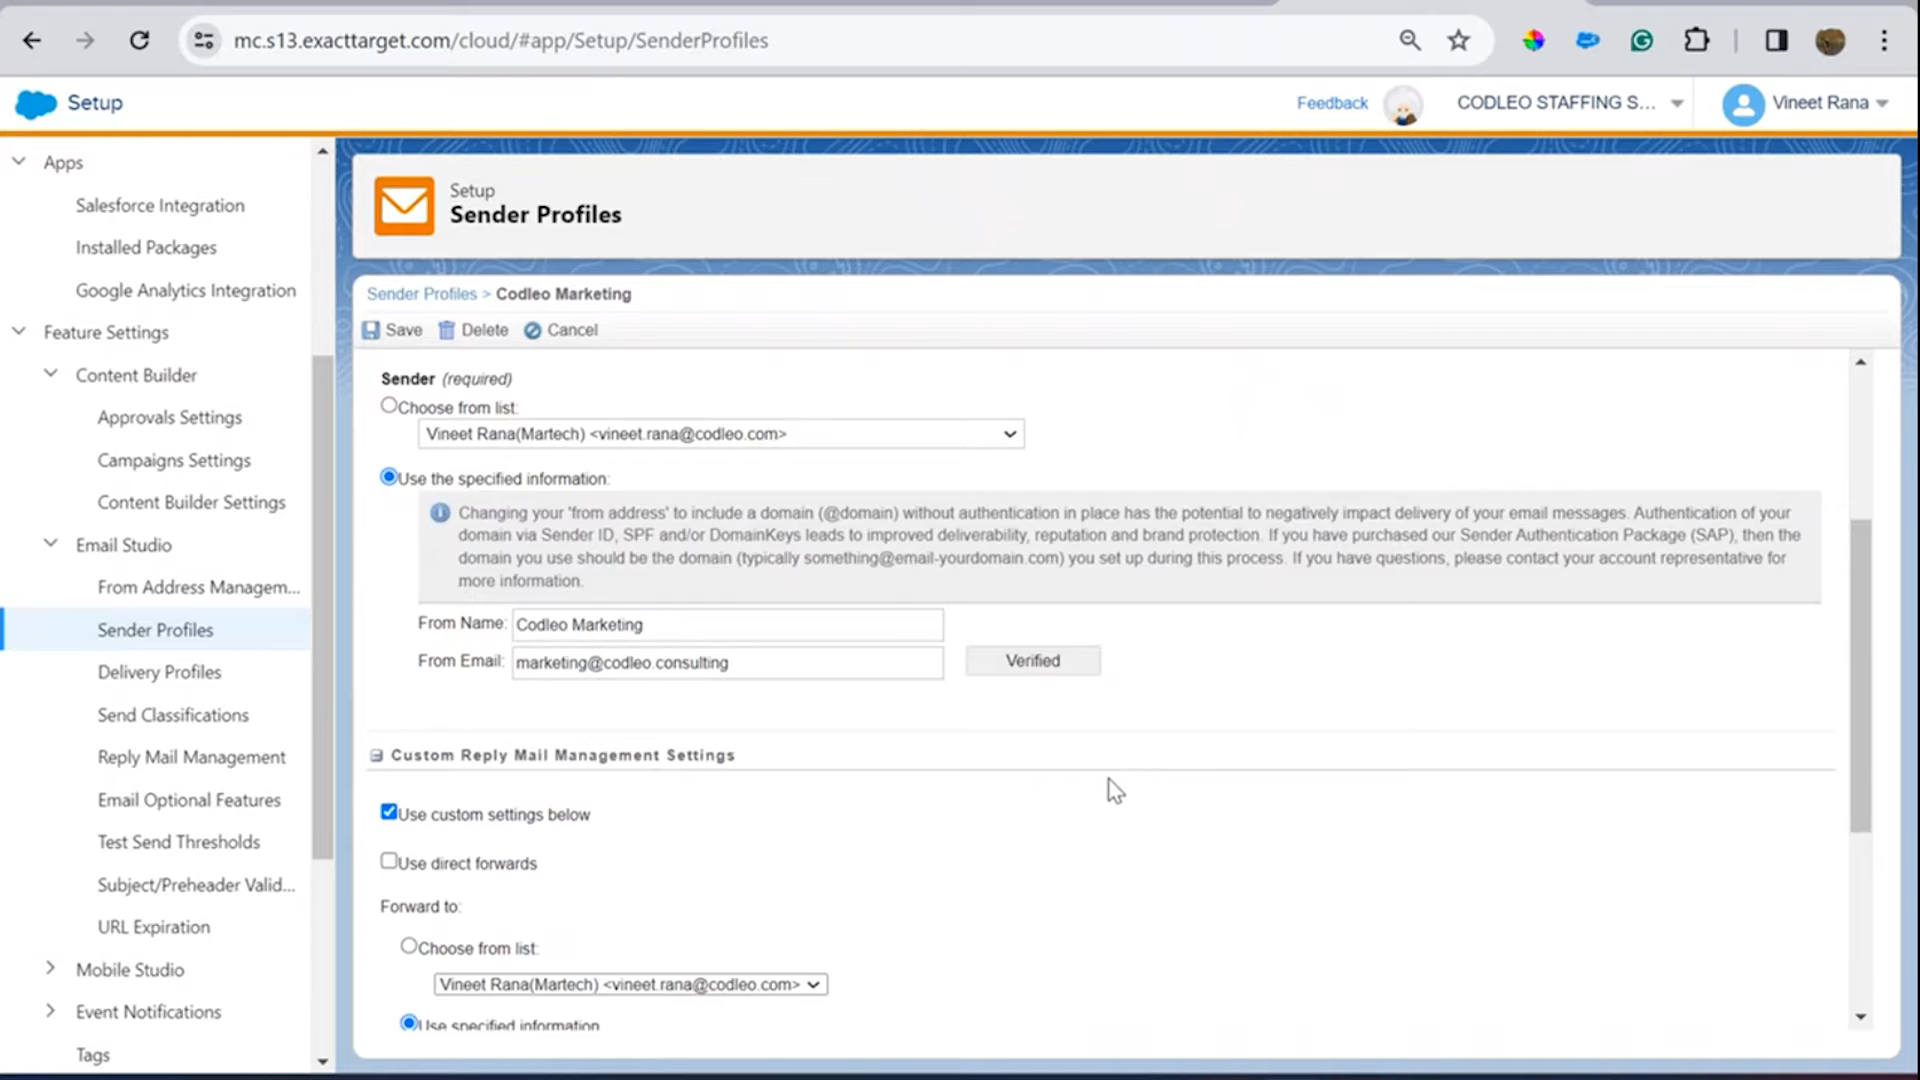 mc.s13.exacttarget.com/cloud/#app/Setup/SenderProfiles
Setup
Feedback
CODLEO STAFFING S...
Vineet Rana
Apps
Salesforce Integration
Installed Packages
Google Analytics Integration
Feature Settings
Content Builder
Approvals Settings
Campaigns Settings
Content Builder Settings
Email Studio
From Address Managem...
Sender Profiles
Delivery Profiles
Send Classifications
Reply Mail Management
Email Optional Features
Test Send Thresholds
Subject/Preheader Valid...
URL Expiration
Mobile Studio
Event Notifications
Tags
Setup
Sender Profiles
Sender Profiles > Codleo Marketing
Save Delete Cancel
Sender (required)
Choose from list:
Vineet Rana(Martech) <vineet.rana@codleo.com>
Use the specified information:
Changing your 'from address' to include a domain (@domain) without authentication in place has the potential to negatively impact delivery of your email messages. Authentication of your
domain via Sender ID, SPF and/or DomainKeys leads to improved deliverability, reputation and brand protection. If you have purchased our Sender Authentication Package (SAP), then the
domain you use should be the domain (typically something@email-yourdomain.com) you set up during this process. If you have questions, please contact your account representative for
more information.
From Name: Codleo Marketing
From Email: marketing@codleo.consulting Verified
Custom Reply Mail Management Settings
Use custom settings below
Use direct forwards
Forward to:
Choose from list:
Vineet Rana(Martech) <vineet.rana@codleo.com>
Use specified information